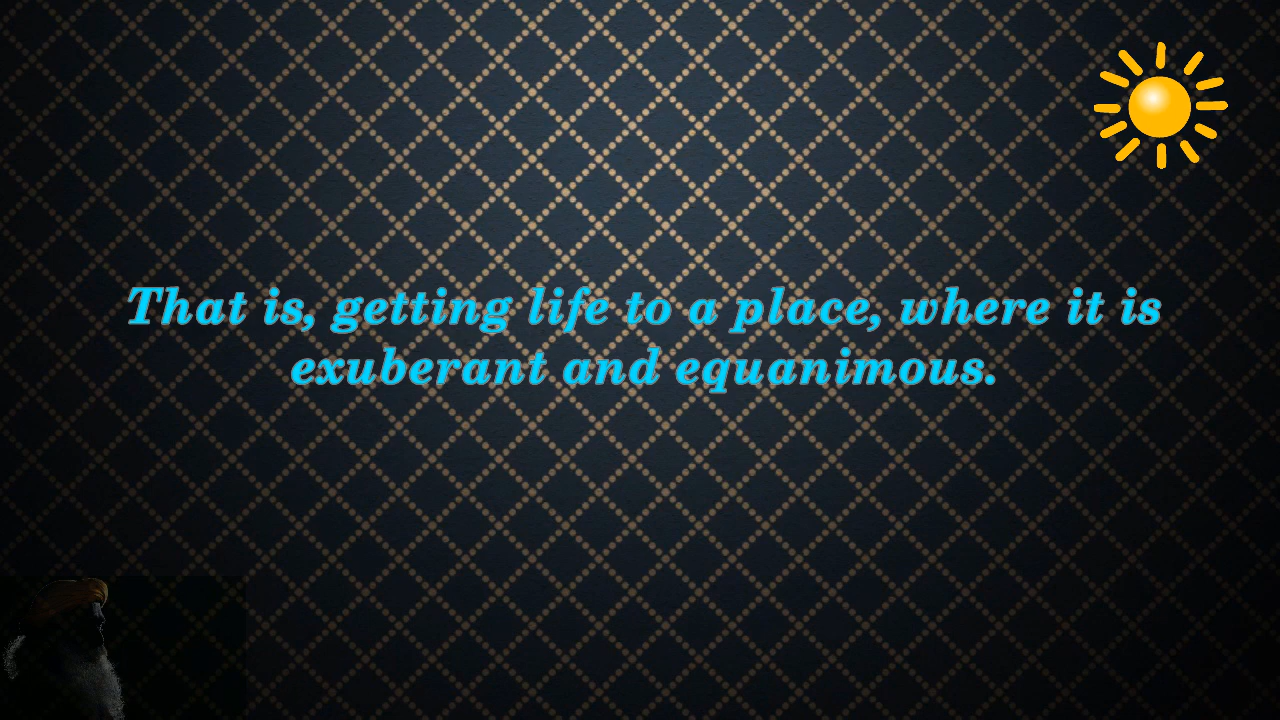 That is, getting life to a place, where it is
exuberant and equanimous.